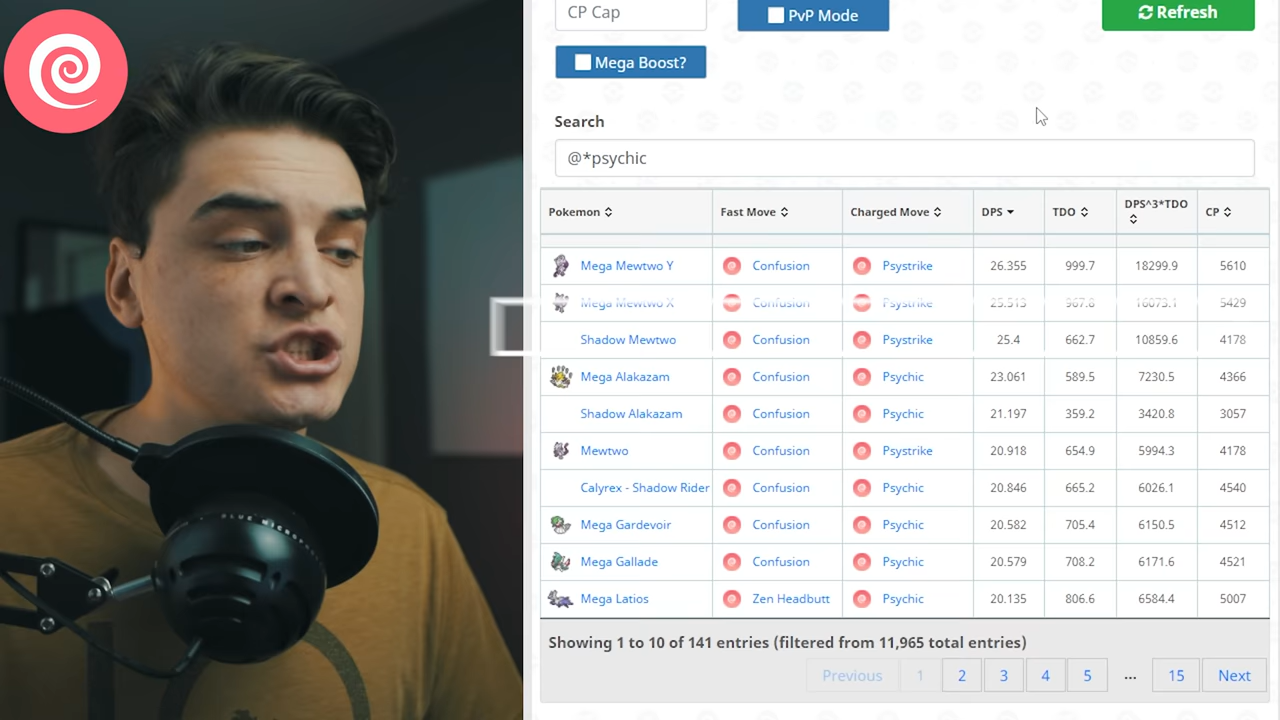 CP Cap
PvP Mode
Refresh
Mega Boost?
Search
@*psychic
Pokemon Fast Move Charged Move DPS TDO DPS^3*TDO CP
Mega Mewtwo Y Confusion Psystrike 26.355 999.7 18299.9 5610
Mega Mewtwo X Confusion Psystrike 5429
Shadow Mewtwo Confusion Psystrike 25.4 662.7 10859.6 4178
Mega Alakazam Confusion Psychic 23.061 589.5 7230.5 4366
Shadow Alakazam Confusion Psychic 21.197 359.2 3420.8 3057
Mewtwo Confusion Psystrike 20.918 654.9 5994.3 4178
Calyrex - Shadow Rider Confusion Psychic 20.846 665.2 6026.1 4540
Mega Gardevoir Confusion Psychic 20.582 705.4 6150.5 4512
Mega Gallade Confusion Psychic 20.579 708.2 6171.6 4521
Mega Latios Zen Headbutt Psychic 20.135 806.6 6584.4 5007
Showing 1 to 10 of 141 entries (filtered from 11,965 total entries)
Previous 1 2 3 4 5 ... 15 Next